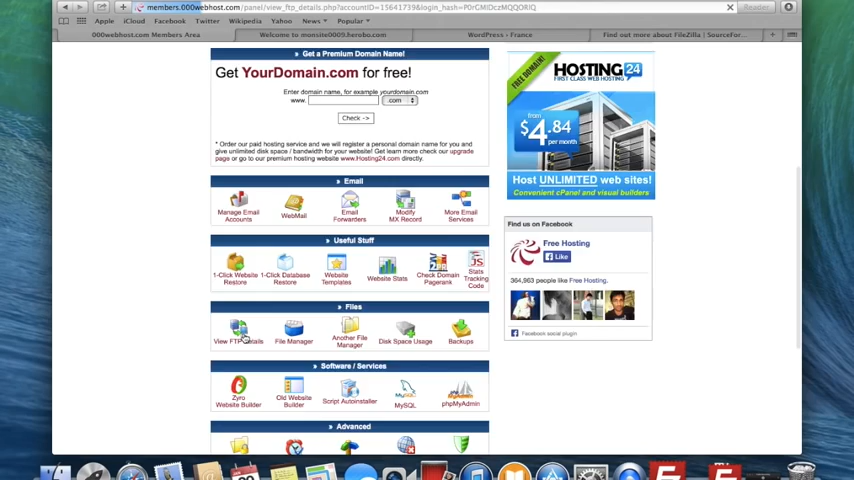 members.000webhost.com/panel/view_ftp_details.php?accountID=15641739&login_hash=P0rGMIDczMQQORIQ
Reader
Apple iCloud Facebook Twitter Wikipedia Yahoo News Popular
000webhost.com Members Area
Welcome to monsite0009.herobo.com
WordPress - France
Find out more about FileZilla | SourceFor...
» Get a Premium Domain Name!
Get YourDomain.com for free!
Enter domain name, for example yourdomain.com
www. .com
Check ->
* Order our paid hosting service and we will register a personal domain name for you and
give unlimited disk space / bandwidth for your website! Get learn more check our upgrade
page or go to our premium hosting website www.Hosting24.com directly.
» Email
Manage Email
Accounts
WebMail
Email
Forwarders
Modify
MX Record
More Email
Services
» Useful Stuff
1-Click Website
Restore
1-Click Database
Restore
Website
Templates
Website Stats
Check Domain
Pagerank
Stats
Tracking
Code
» Files
View FTP Details
File Manager
Another File
Manager
Disk Space Usage
Backups
» Software / Services
Zyro
Website Builder
Old Website
Builder
Script Autoinstaller
MySQL
phpMyAdmin
» Advanced
FREE DOMAIN!
HOSTING 24
FIRST CLASS WEB HOSTING
from
$4.84
per month
Host UNLIMITED web sites!
Convenient cPanel and visual builders
Find us on Facebook
Free Hosting
Like
364,963 people like Free Hosting.
Facebook social plugin